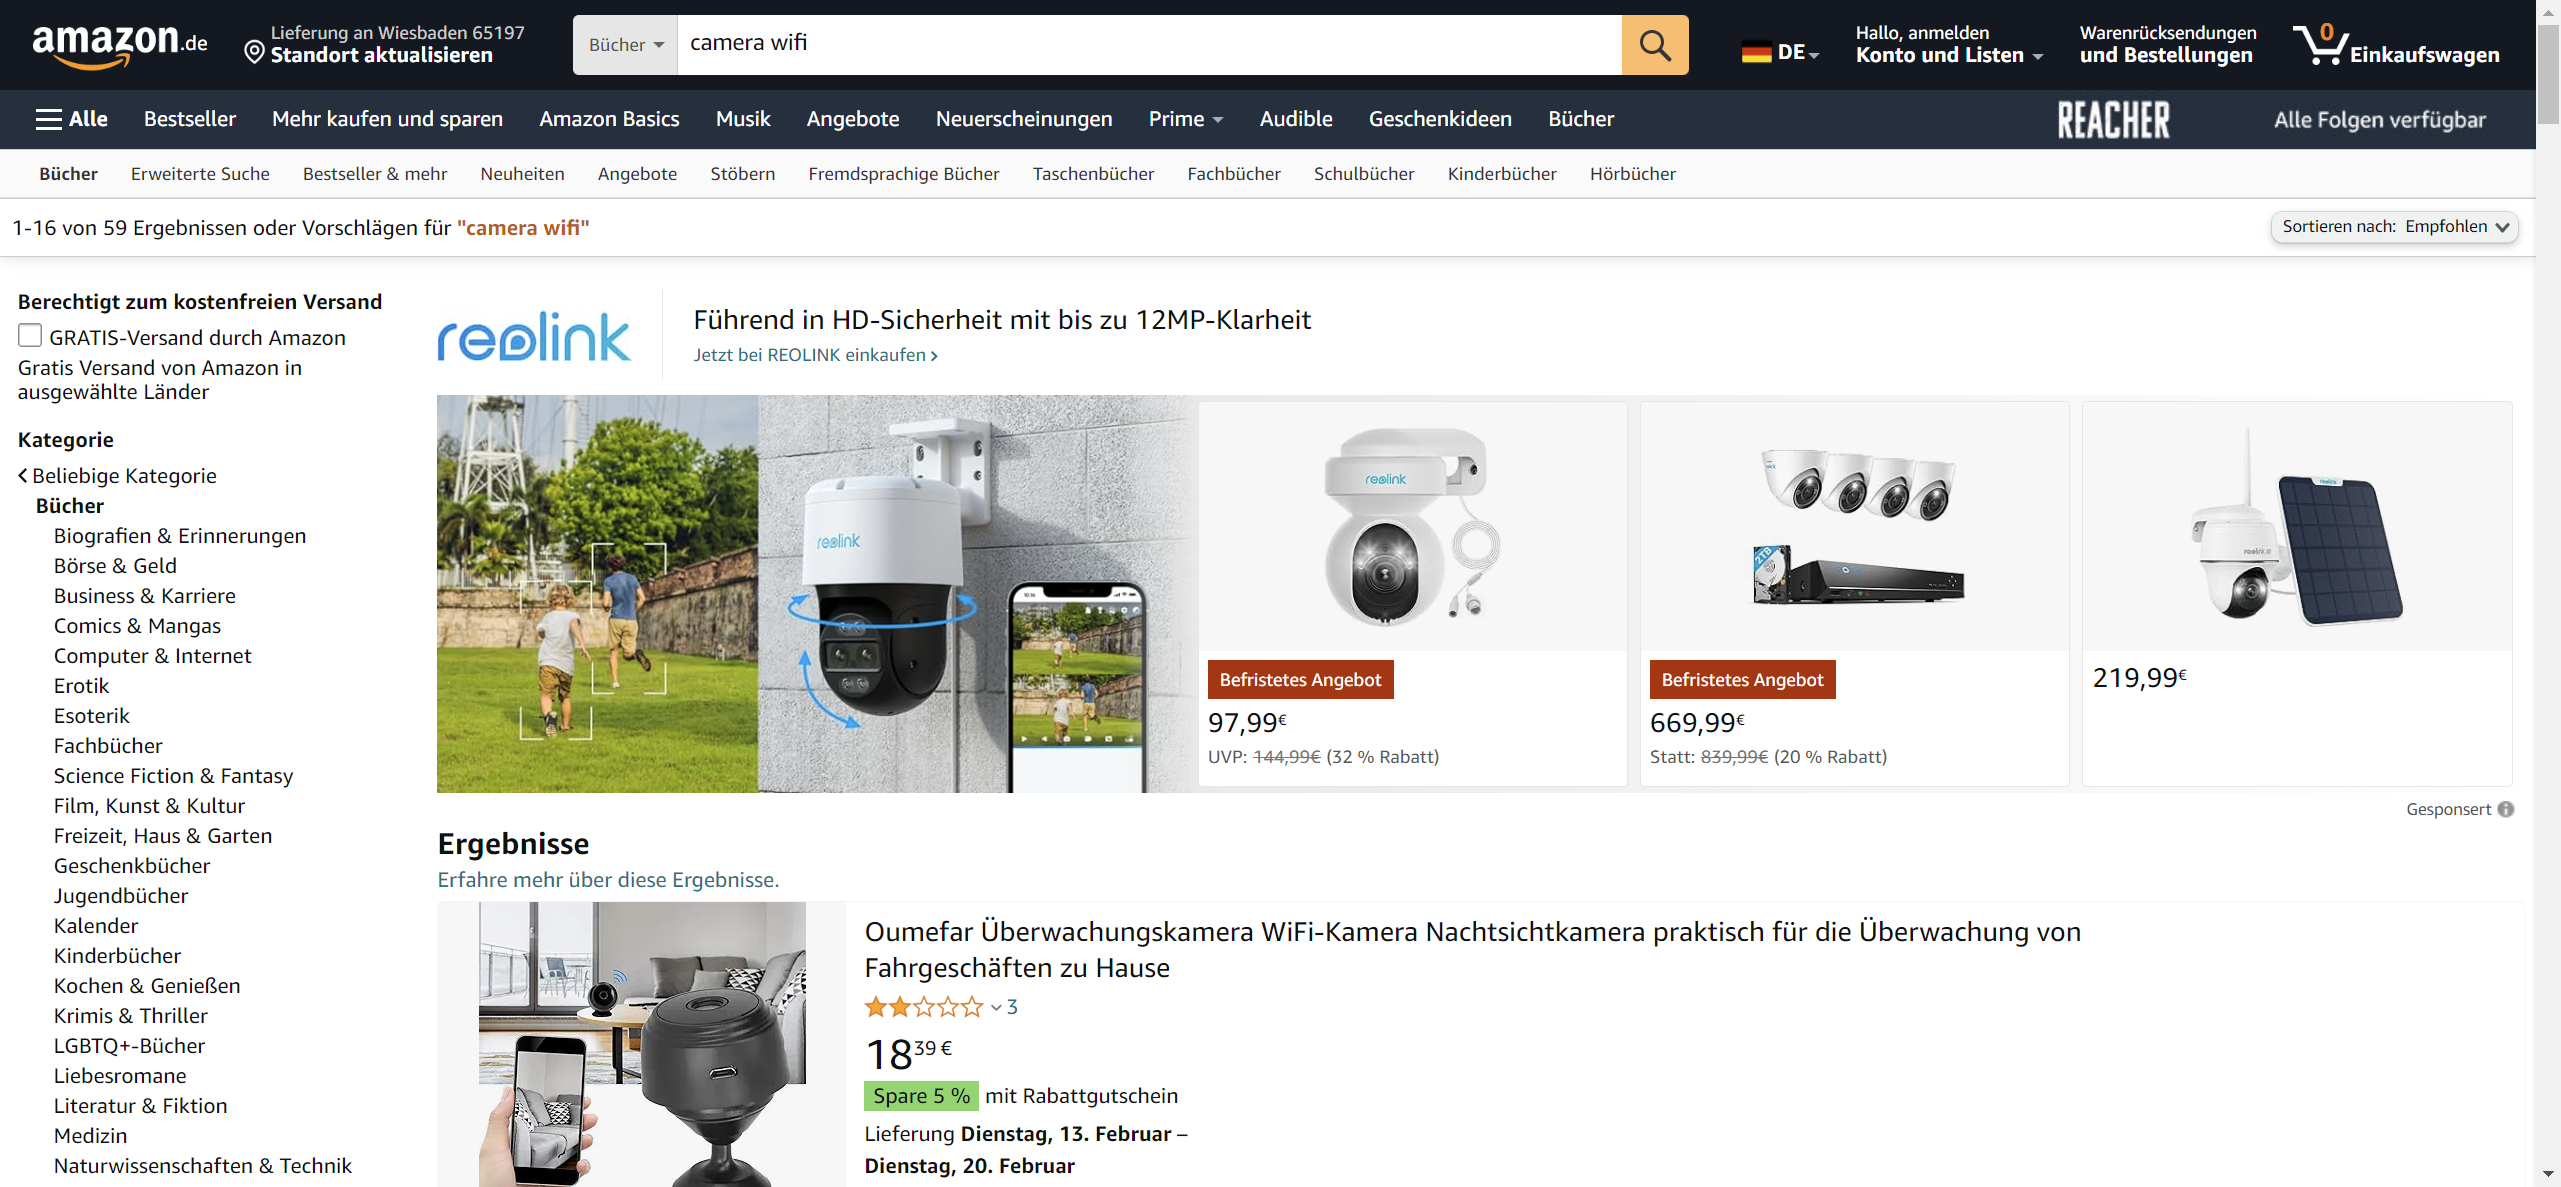 amazon.de
Lieferung an Wiesbaden 65197
Standort aktualisieren
Bücher
camera wifi
DE
Hallo, anmelden
Konto und Listen
Warenrücksendungen
und Bestellungen
0
Einkaufswagen
Alle
Bestseller
Mehr kaufen und sparen
Amazon Basics
Musik
Angebote
Neuerscheinungen
Prime
Audible
Geschenkideen
Bücher
REACHER
Alle Folgen verfügbar
Bücher
Erweiterte Suche
Bestseller & mehr
Neuheiten
Angebote
Stöbern
Fremdsprachige Bücher
Taschenbücher
Fachbücher
Schulbücher
Kinderbücher
Hörbücher
1-16 von 59 Ergebnissen oder Vorschlägen für "camera wifi"
Sortieren nach: Empfohlen
Berechtigt zum kostenfreien Versand
GRATIS-Versand durch Amazon
Gratis Versand von Amazon in
ausgewählte Länder
Kategorie
Beliebige Kategorie
Bücher
Biografien & Erinnerungen
Börse & Geld
Business & Karriere
Comics & Mangas
Computer & Internet
Erotik
Esoterik
Fachbücher
Science Fiction & Fantasy
Film, Kunst & Kultur
Freizeit, Haus & Garten
Geschenkbücher
Jugendbücher
Kalender
Kinderbücher
Kochen & Genießen
Krimis & Thriller
LGBTQ+-Bücher
Liebesromane
Literatur & Fiktion
Medizin
Naturwissenschaften & Technik
reolink
Führend in HD-Sicherheit mit bis zu 12MP-Klarheit
Jetzt bei REOLINK einkaufen
reolink
reolink
Befristetes Angebot
97,99€
UVP: 144,99€ (32 % Rabatt)
2TB
Befristetes Angebot
669,99€
Statt: 839,99€ (20 % Rabatt)
reolink
reolink
219,99€
Gesponsert
Ergebnisse
Erfahre mehr über diese Ergebnisse.
Oumefar Überwachungskamera WiFi-Kamera Nachtsichtkamera praktisch für die Überwachung von
Fahrgeschäften zu Hause
3
18 39 €
Spare 5 % mit Rabattgutschein
Lieferung Dienstag, 13. Februar –
Dienstag, 20. Februar